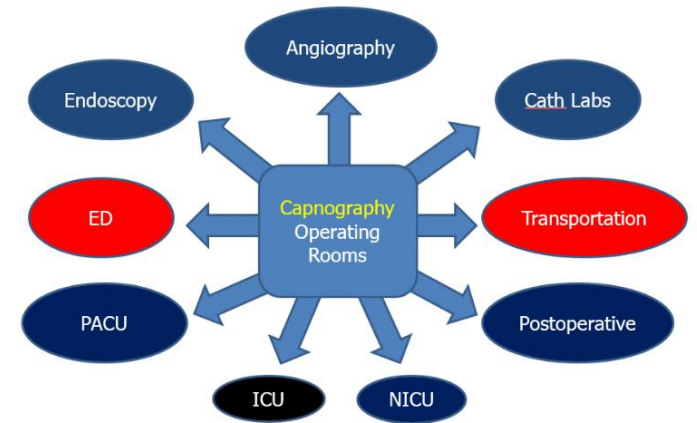 Angiography
Endoscopy
Cath Labs
ED
Capnography
Operating
Rooms
Transportation
PACU
Postoperative
ICU
NICU